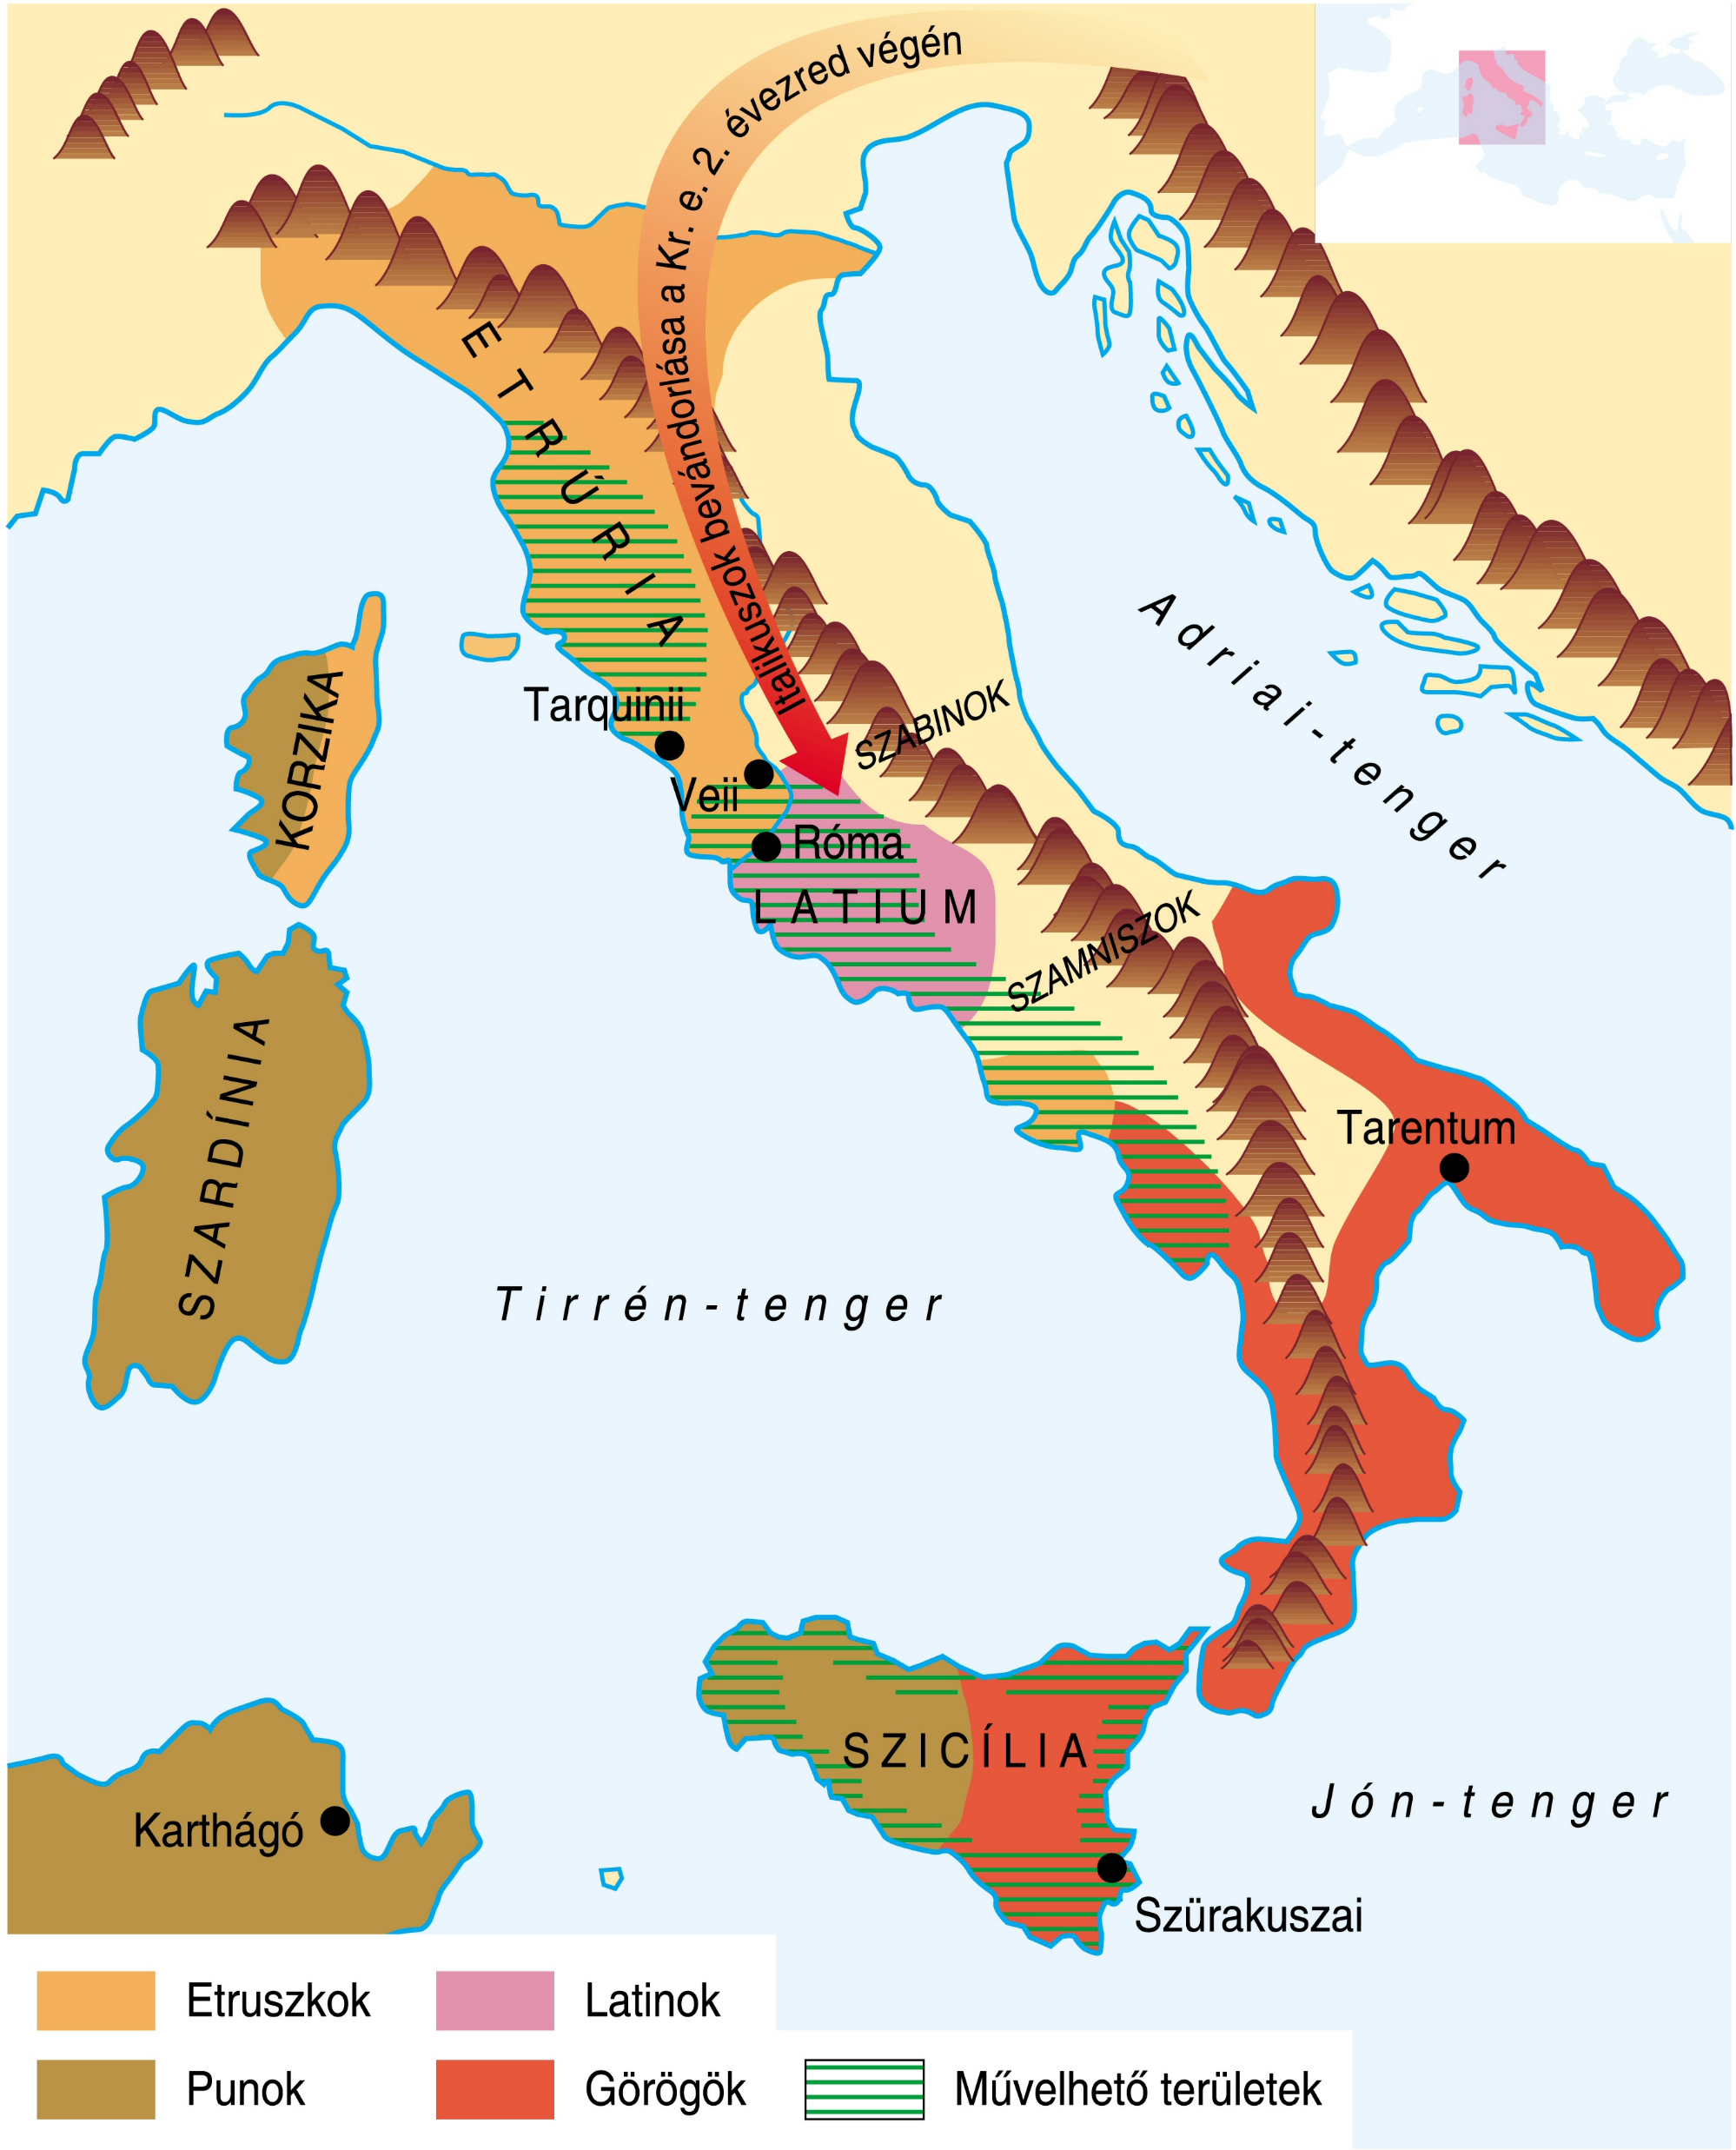 Italikuszok bevándorlása a Kr. e. 2. évezred végén
ETRÚRIA
Adriai-tenger
KORZIKA
Tarquinii
SZABINOK
Veii
Róma
LATIUM
SZAMNISZOK
SZARDÍNIA
Tarentum
Tirrén-tenger
SZICÍLIA
Jón-tenger
Karthágó
Szürakuszai
Etruszkok
Latinok
Punok
Görögök
Művelhető területek